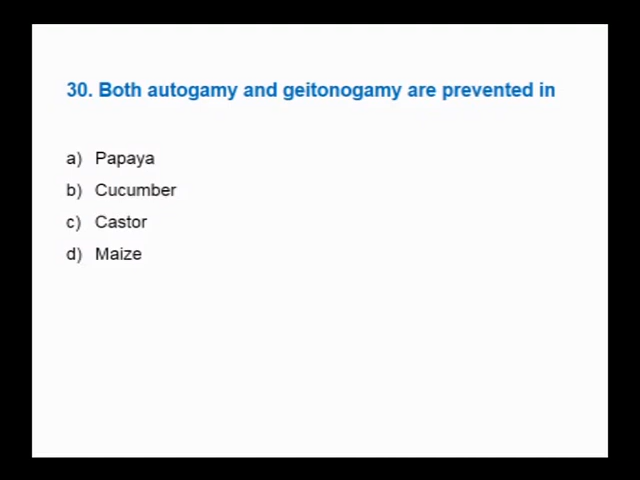 30. Both autogamy and geitonogamy are prevented in
a) Papaya
b) Cucumber
c) Castor
d) Maize